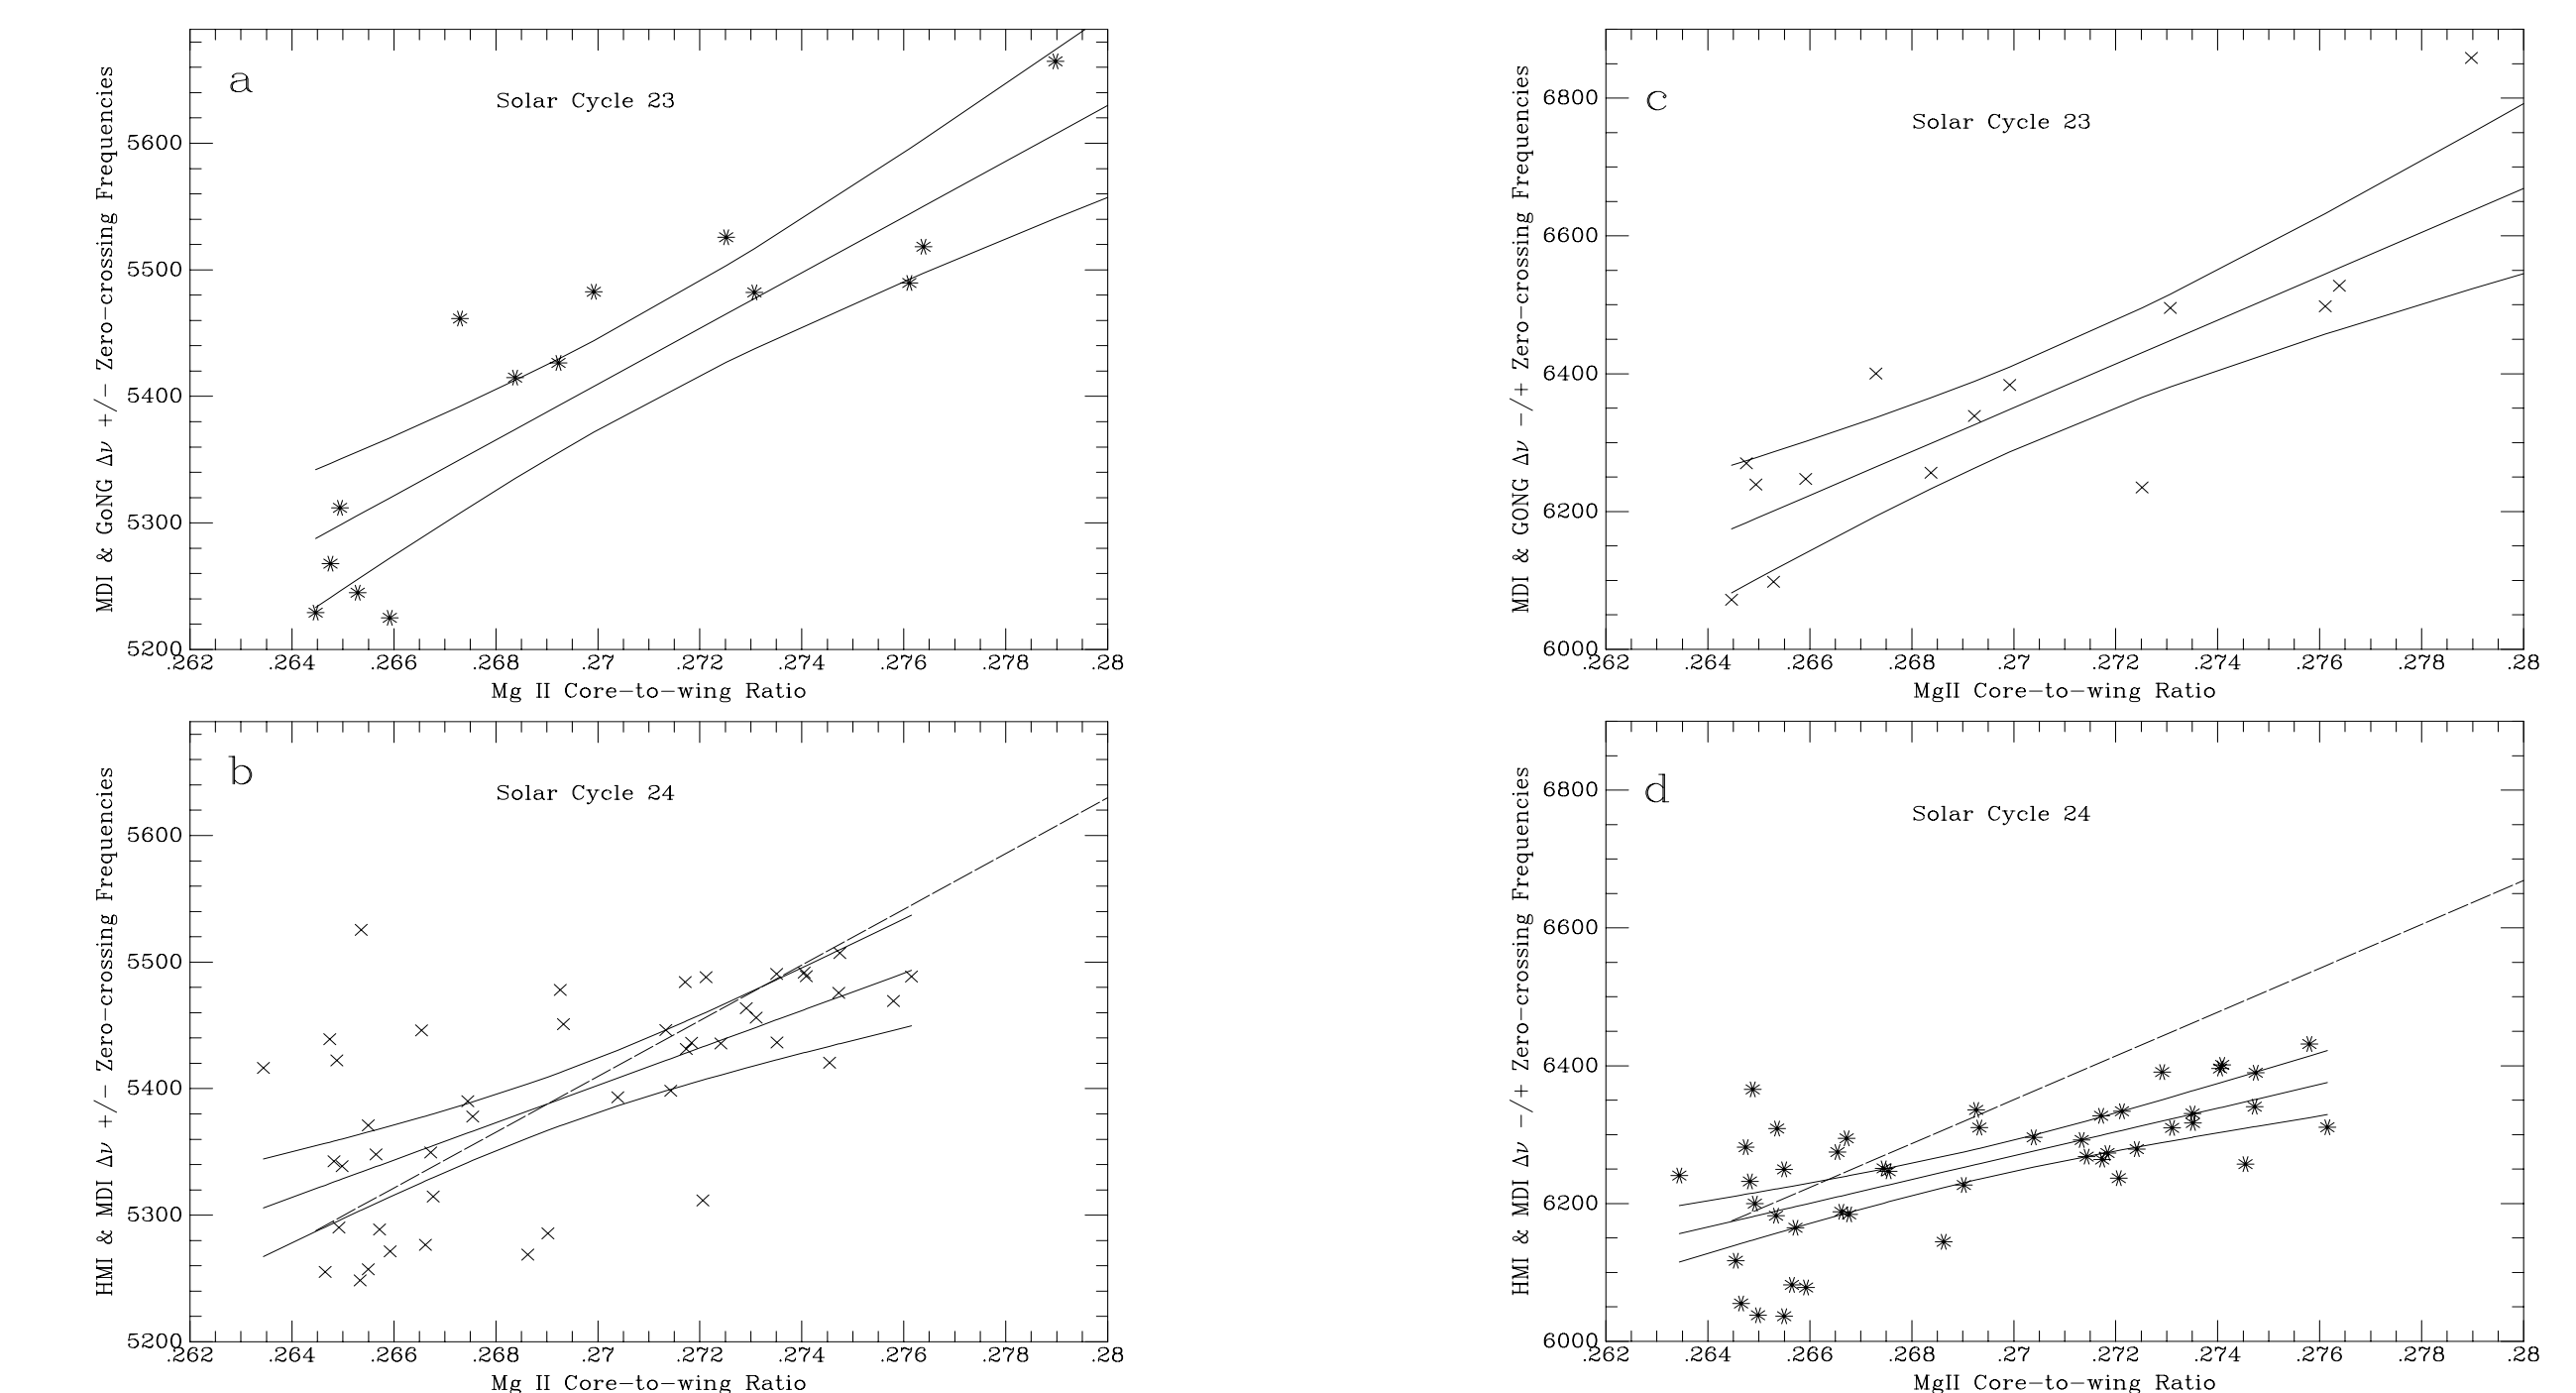 a
Solar Cycle 23
MDI & GoNG Δν +/− Zero−crossing Frequencies
5600
5500
5400
5300
5200
.262 .264 .266 .268 .27 .272 .274 .276 .278 .28
Mg II Core−to−wing Ratio
c
Solar Cycle 23
MDI & GONG Δν −/+ Zero−crossing Frequencies
6800
6600
6400
6200
6000
.262 .264 .266 .268 .27 .272 .274 .276 .278 .28
MgII Core−to−wing Ratio
b
Solar Cycle 24
HMI & MDI Δν +/− Zero−crossing Frequencies
5600
5500
5400
5300
5200
.262 .264 .266 .268 .27 .272 .274 .276 .278 .28
Mg II Core−to−wing Ratio
d
Solar Cycle 24
HMI & MDI Δν −/+ Zero−crossing Frequencies
6800
6600
6400
6200
6000
.262 .264 .266 .268 .27 .272 .274 .276 .278 .28
MgII Core−to−wing Ratio